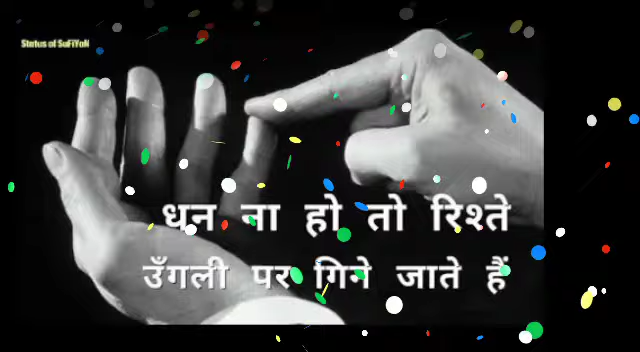 Status of SuFiYaN
धन ना हो तो रिश्ते
उँगली पर गिने जाते हैं